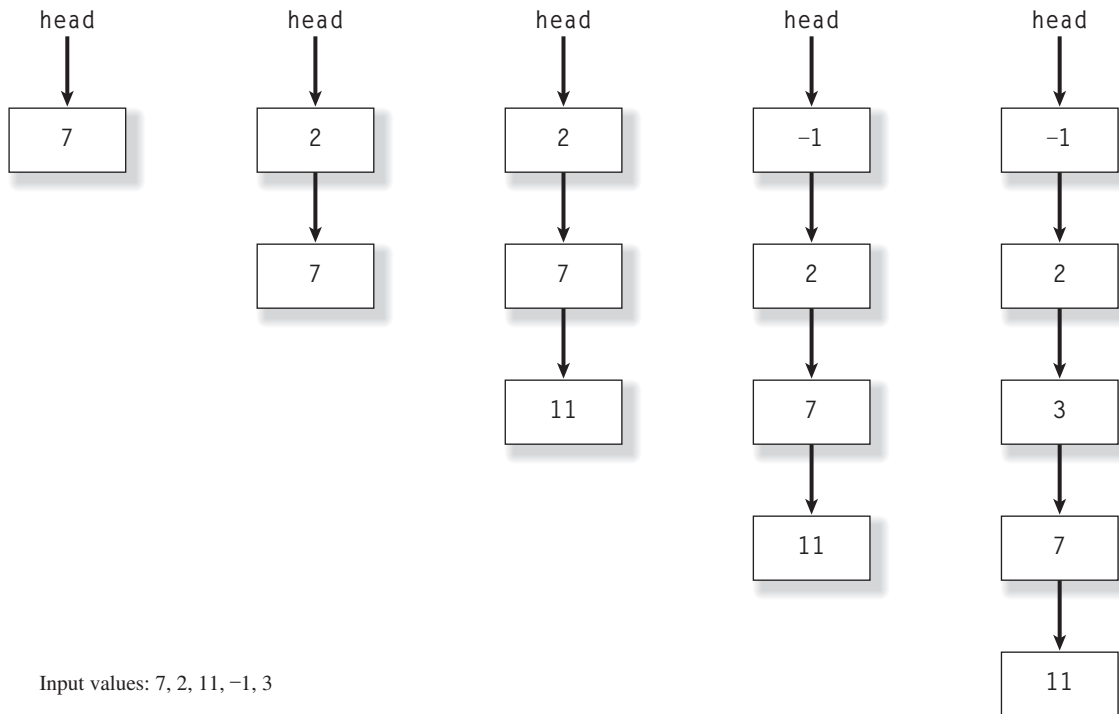 head head head head head
7 2 2 −1 −1
7 7 2 2
11 7 3
11 7
Input values: 7, 2, 11, −1, 3
11